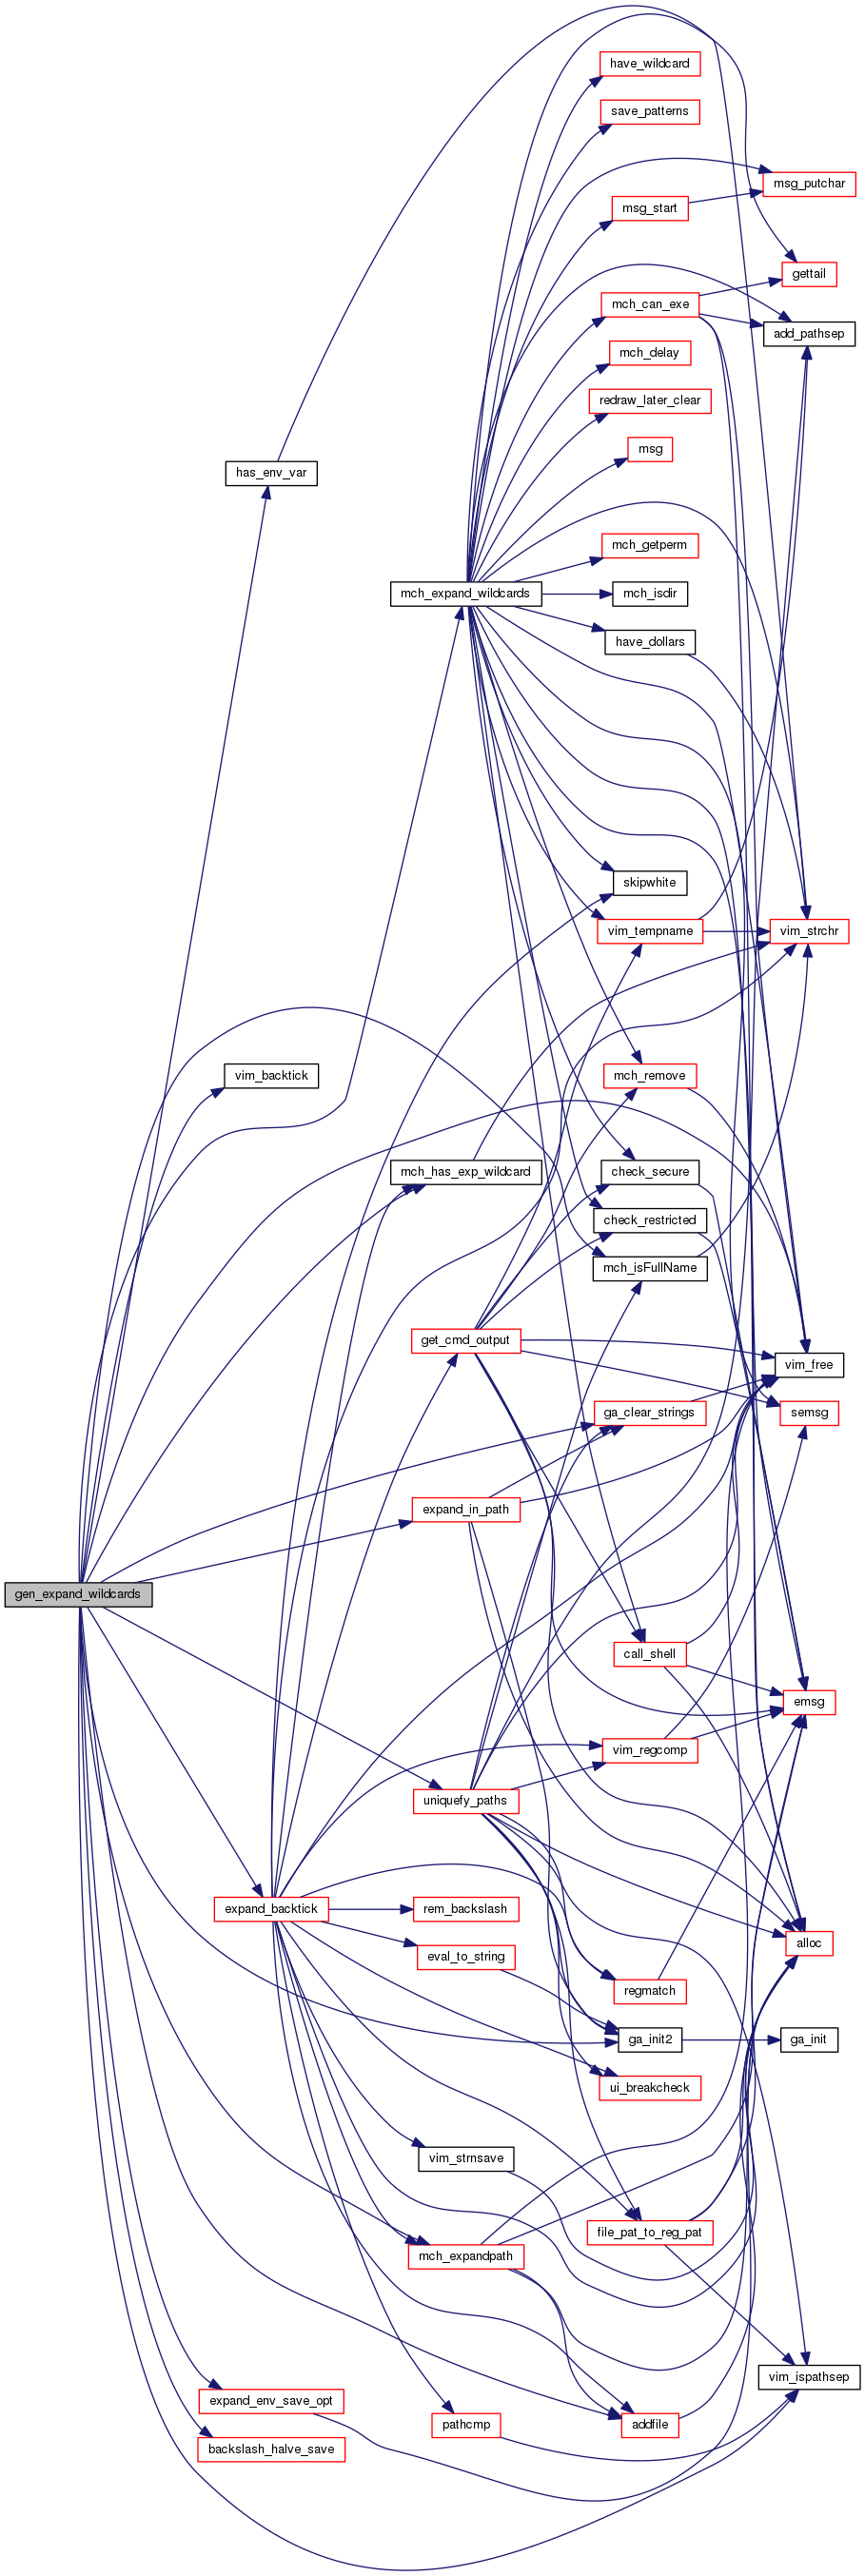 have_wildcard
save_patterns
msg_putchar
msg_start
gettail
mch_can_exe
add_pathsep
mch_delay
redraw_later_clear
msg
has_env_var
mch_getperm
mch_expand_wildcards
mch_isdir
have_dollars
skipwhite
vim_tempname
vim_strchr
vim_backtick
mch_remove
mch_has_exp_wildcard
check_secure
check_restricted
mch_isFullName
get_cmd_output
vim_free
ga_clear_strings
semsg
expand_in_path
gen_expand_wildcards
call_shell
emsg
vim_regcomp
uniquefy_paths
expand_backtick
rem_backslash
alloc
eval_to_string
regmatch
ga_init2
ga_init
ui_breakcheck
vim_strnsave
file_pat_to_reg_pat
mch_expandpath
vim_ispathsep
expand_env_save_opt
pathcmp
addfile
backslash_halve_save